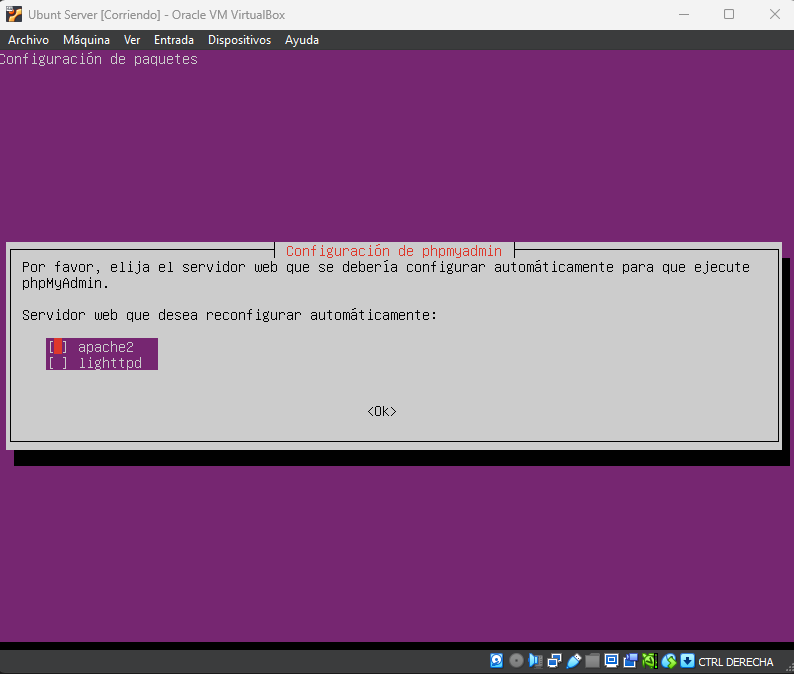 Ubunt Server [Corriendo] - Oracle VM VirtualBox
Archivo Máquina Ver Entrada Dispositivos Ayuda
Configuración de paquetes
Configuración de phpmyadmin
Por favor, elija el servidor web que se debería configurar automáticamente para que ejecute
phpMyAdmin.
Servidor web que desea reconfigurar automáticamente:
[ ] apache2
[ ] lighttpd
<Ok>
CTRL DERECHA